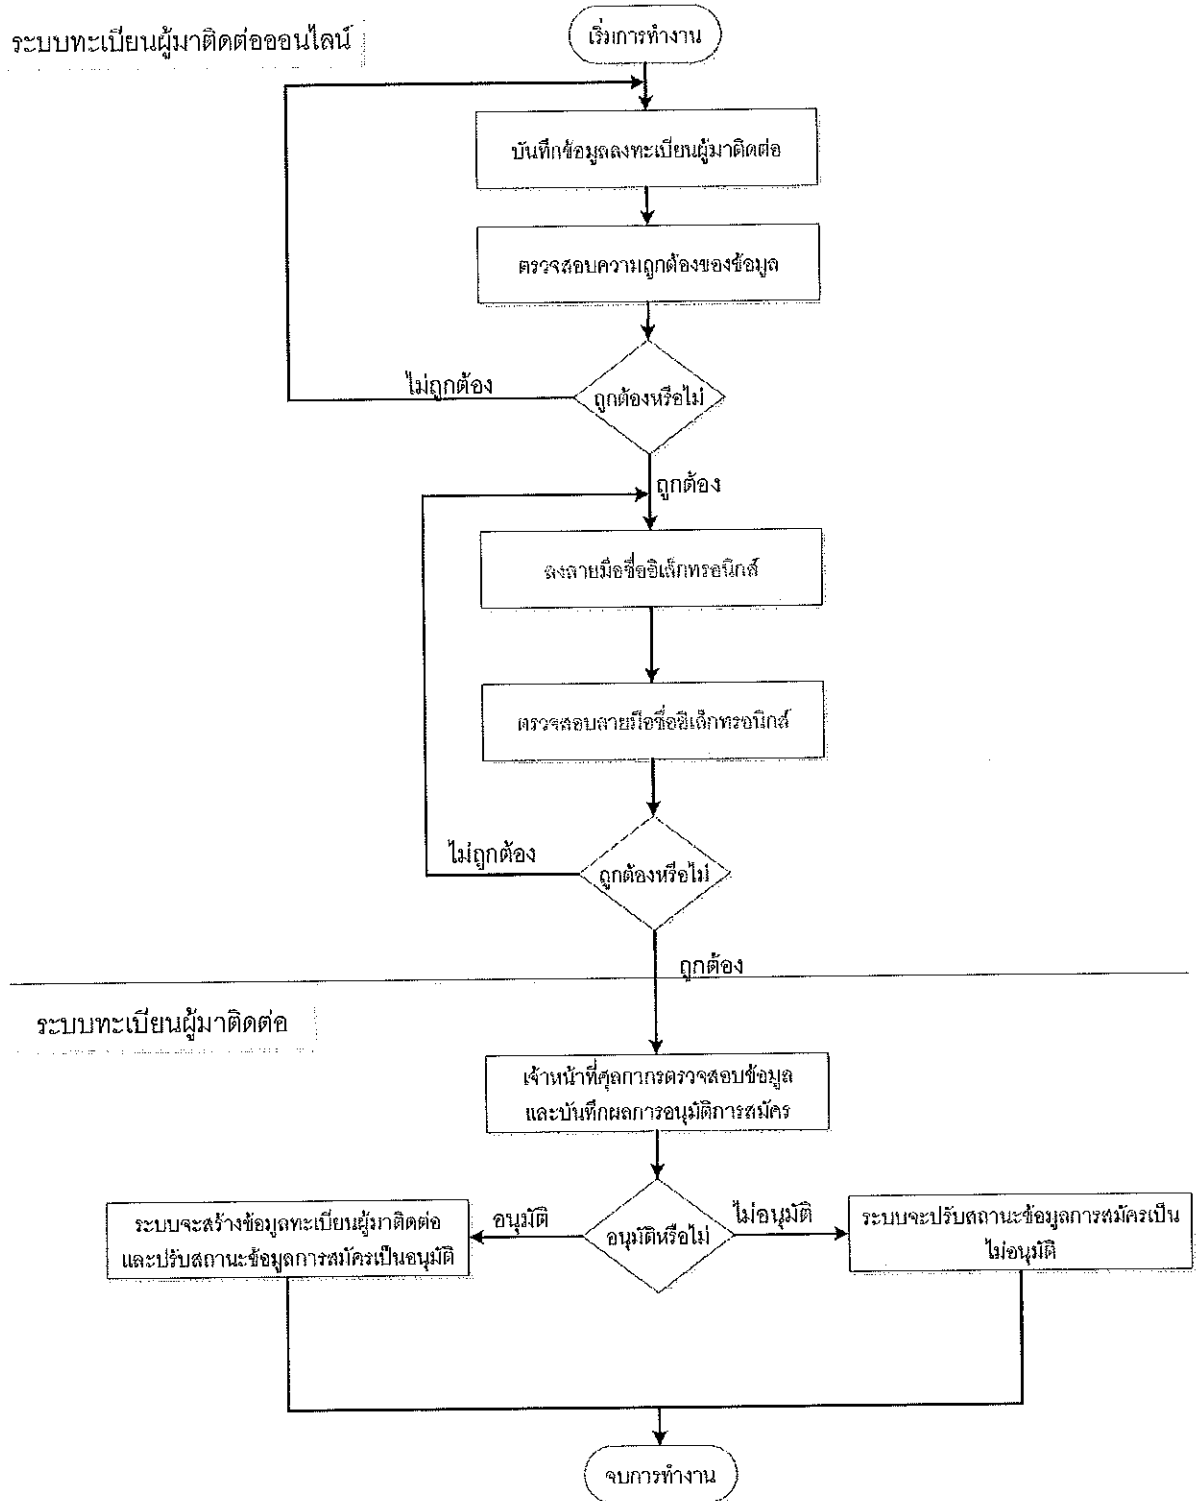 ระบบทะเบียนผู้มาติดต่อออนไลน์
เริ่มการทำงาน
บันทึกข้อมูลลงทะเบียนผู้มาติดต่อ
ตรวจสอบความถูกต้องของข้อมูล
ไม่ถูกต้อง
ถูกต้องหรือไม่
ถูกต้อง
ลงลายมือชื่ออิเล็กทรอนิกส์
ตรวจสอบลายมือชื่ออิเล็กทรอนิกส์
ไม่ถูกต้อง
ถูกต้องหรือไม่
ถูกต้อง
ระบบทะเบียนผู้มาติดต่อ
เจ้าหน้าที่ศุลกากรตรวจสอบข้อมูล
และบันทึกผลการอนุมัติการสมัคร
ระบบจะสร้างข้อมูลทะเบียนผู้มาติดต่อ
และปรับสถานะข้อมูลการสมัครเป็นอนุมัติ
อนุมัติ
อนุมัติหรือไม่
ไม่อนุมัติ
ระบบจะปรับสถานะข้อมูลการสมัครเป็น
ไม่อนุมัติ
จบการทำงาน